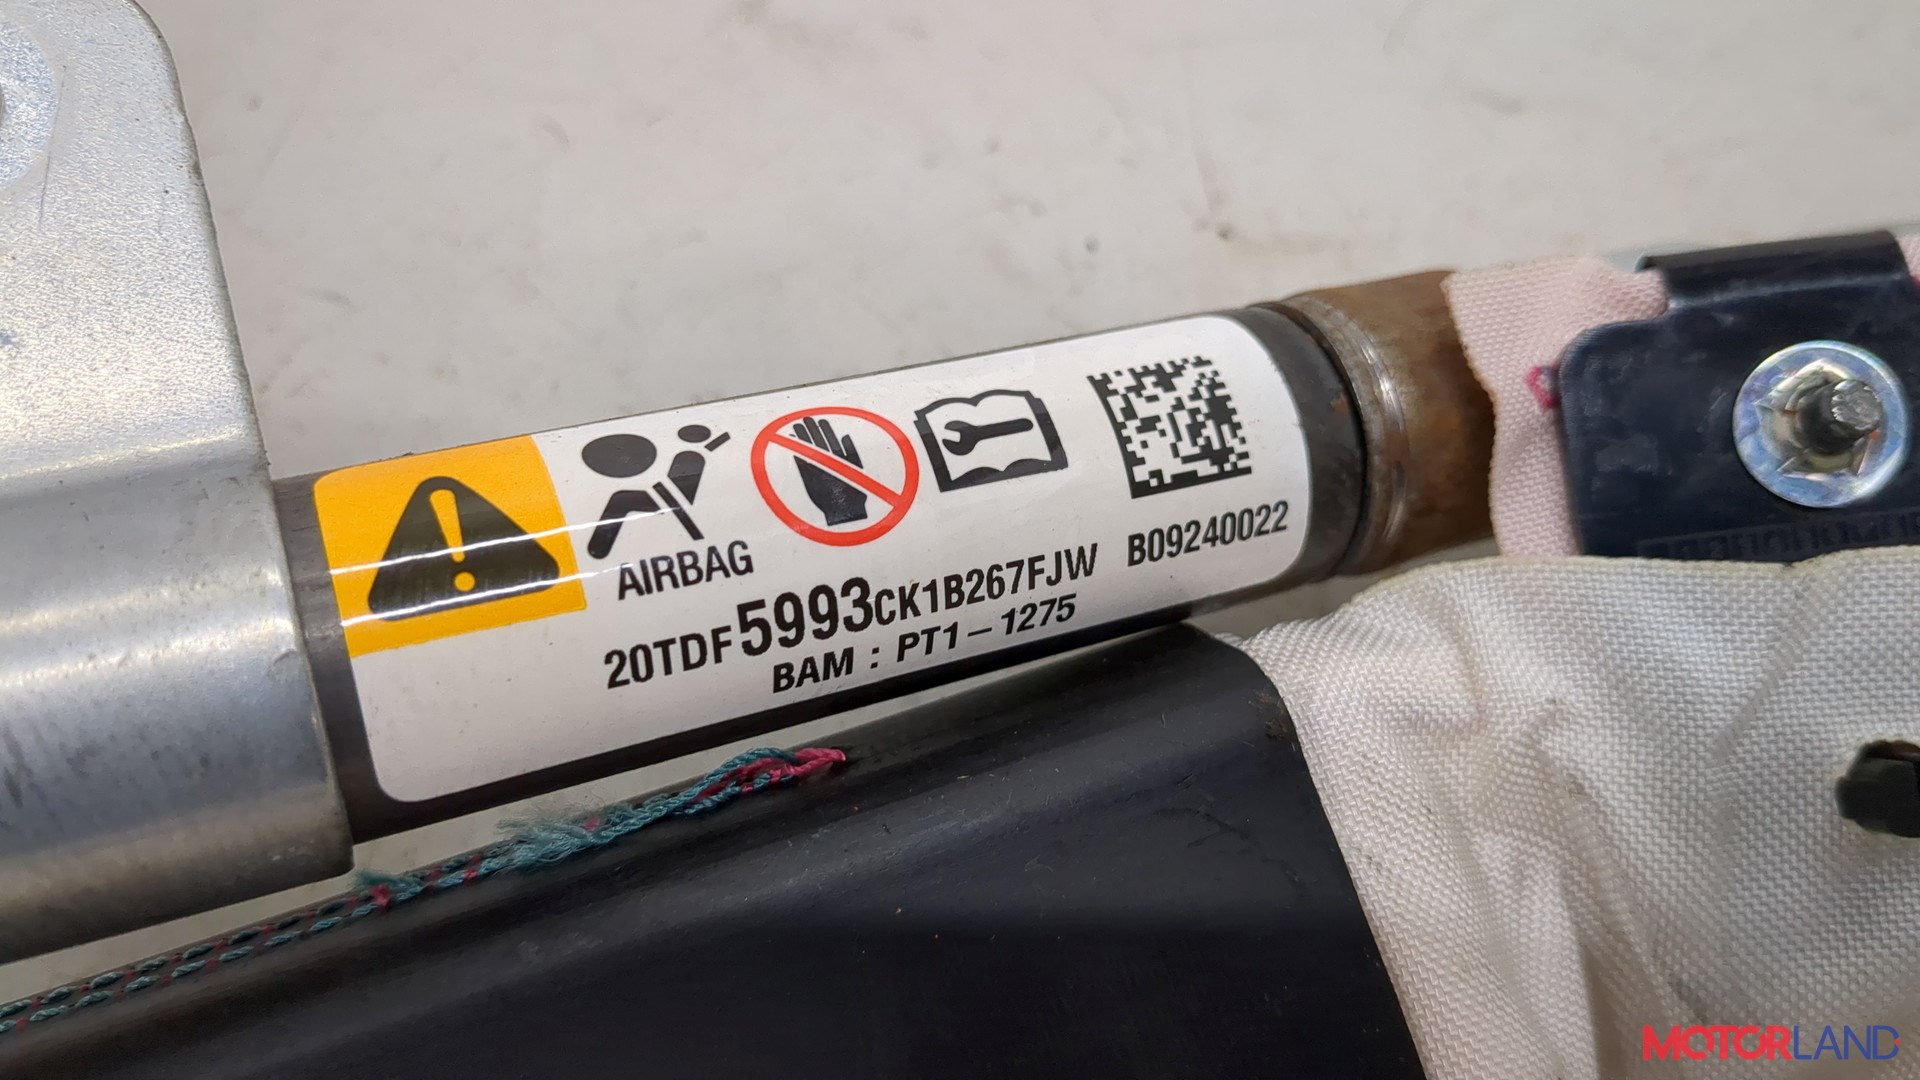 AIRBAG
20TDF5993CK1B267FJW
B09240022
BAM : PT1-1275
MOTORLAND